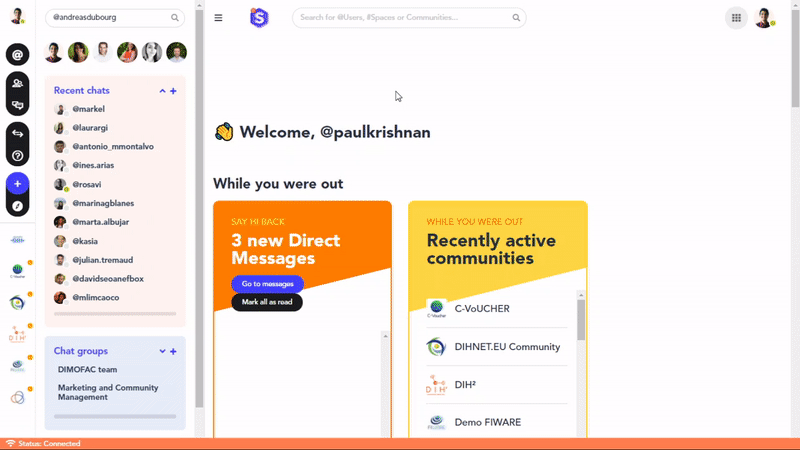 @andreasdubourg
Search for @Users, #Spaces or Communities...
Recent chats
@markel
@laurargi
@antonio_mmontalvo
@ines.arias
@rosavi
@marinagblanes
@marta.albujar
@kasia
@julian.tremaud
@davidseoanefbox
@mlimcaoco
Chat groups
DIMOFAC team
Marketing and Community
Management
Welcome, @paulkrishnan
While you were out
SAY HI BACK
3 new Direct
Messages
Go to messages
Mark all as read
WHILE YOU WERE OUT
Recently active
communities
C-VoUCHER
DIHNET.EU Community
DIH²
Demo FIWARE
Status: Connected